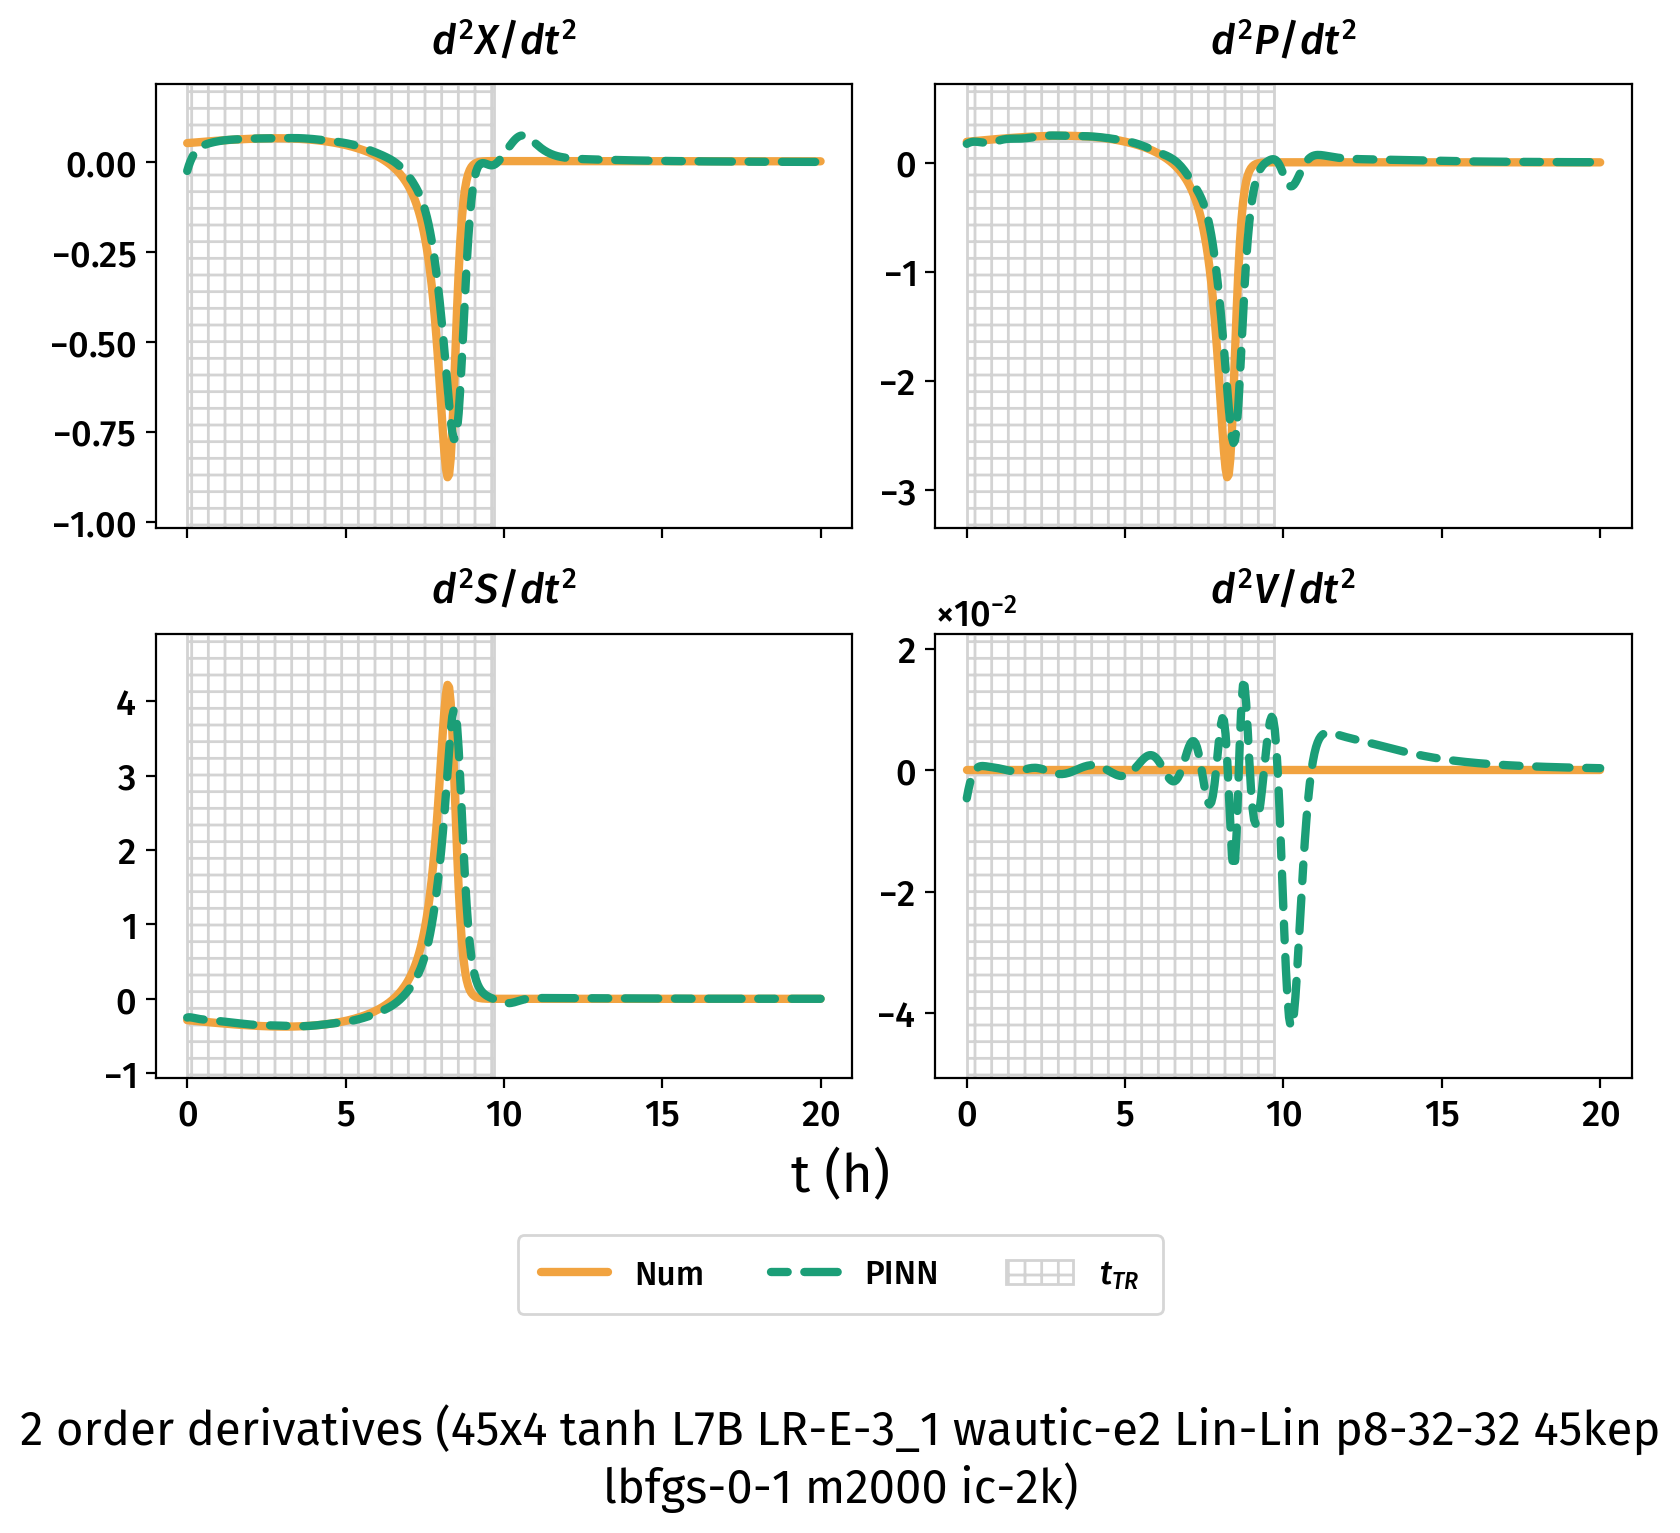 d²X/dt²
d²P/dt²
0.00
−0.25
−0.50
−0.75
−1.00
0
−1
−2
−3
d²S/dt²
d²V/dt²
×10⁻²
4
3
2
1
0
−1
2
0
−2
−4
0 5 10 15 20
0 5 10 15 20
t (h)
Num PINN t_TR
2 order derivatives (45x4 tanh L7B LR-E-3_1 wautic-e2 Lin-Lin p8-32-32 45kep
lbfgs-0-1 m2000 ic-2k)